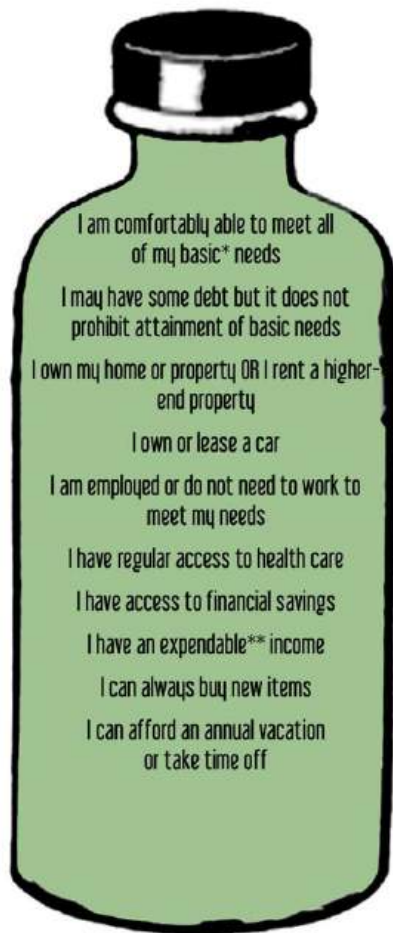 I am comfortably able to meet all
of my basic* needs
I may have some debt but it does not
prohibit attainment of basic needs
I own my home or property OR I rent a higher-
end property
I own or lease a car
I am employed or do not need to work to
meet my needs
I have regular access to health care
I have access to financial savings
I have an expendable** income
I can always buy new items
I can afford an annual vacation
or take time off